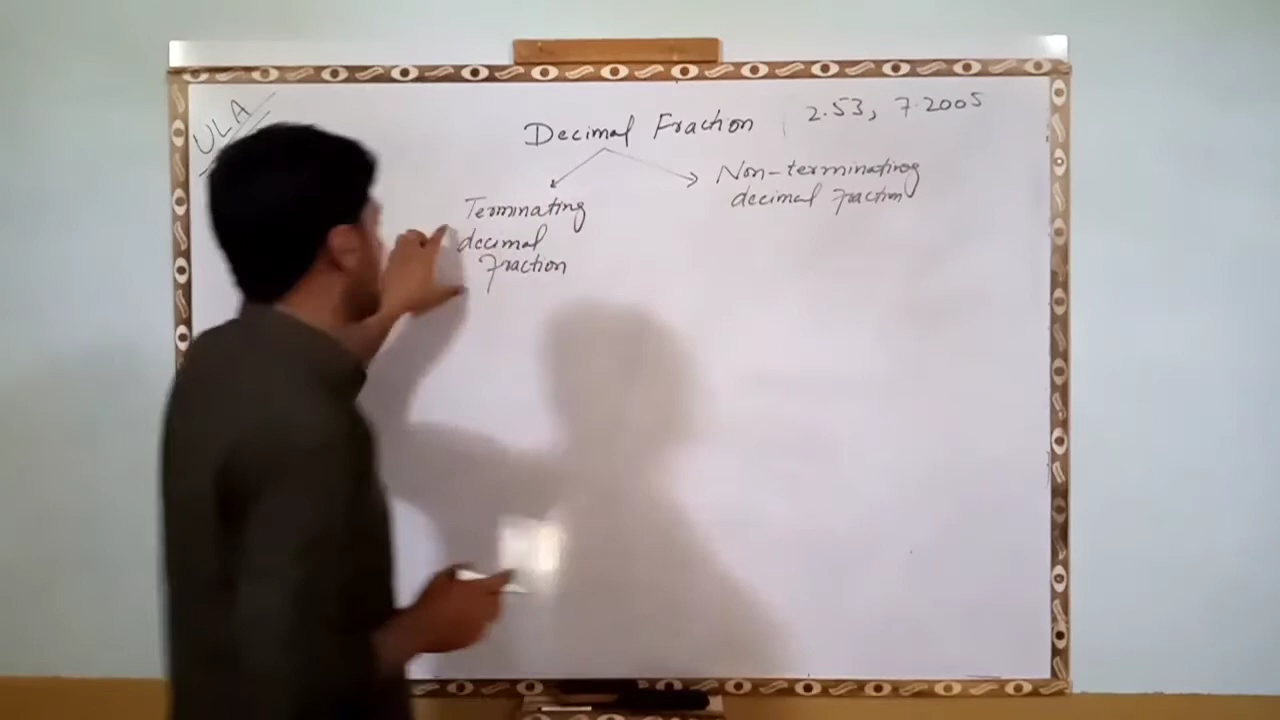 ULA
Decimal Fraction
2.53, 7.2005
Terminating
decimal
Fraction
Non-terminating
decimal Fraction